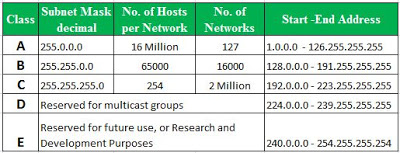 Class Subnet Mask decimal No. of Hosts per Network No. of Networks Start -End Address
A 255.0.0.0 16 Million 127 1.0.0.0 - 126.255.255.255
B 255.255.0.0 65000 16000 128.0.0.0 - 191.255.255.255
C 255.255.255.0 254 2 Million 192.0.0.0 - 223.255.255.255
D Reserved for multicast groups 224.0.0.0 - 239.255.255.255
E Reserved for future use, or Research and Development Purposes 240.0.0.0 - 254.255.255.254